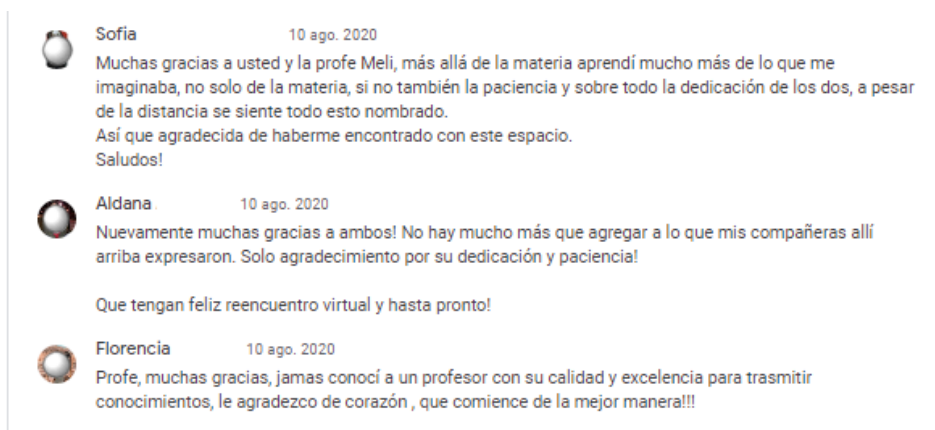 Sofia 10 ago. 2020
Muchas gracias a usted y la profe Meli, más allá de la materia aprendí mucho más de lo que me
imaginaba, no solo de la materia, si no también la paciencia y sobre todo la dedicación de los dos, a pesar
de la distancia se siente todo esto nombrado.
Así que agradecida de haberme encontrado con este espacio.
Saludos!
Aldana 10 ago. 2020
Nuevamente muchas gracias a ambos! No hay mucho más que agregar a lo que mis compañeras allí
arriba expresaron. Solo agradecimiento por su dedicación y paciencia!
Que tengan feliz reencuentro virtual y hasta pronto!
Florencia 10 ago. 2020
Profe, muchas gracias, jamas conocí a un profesor con su calidad y excelencia para trasmitir
conocimientos, le agradezco de corazón , que comience de la mejor manera!!!